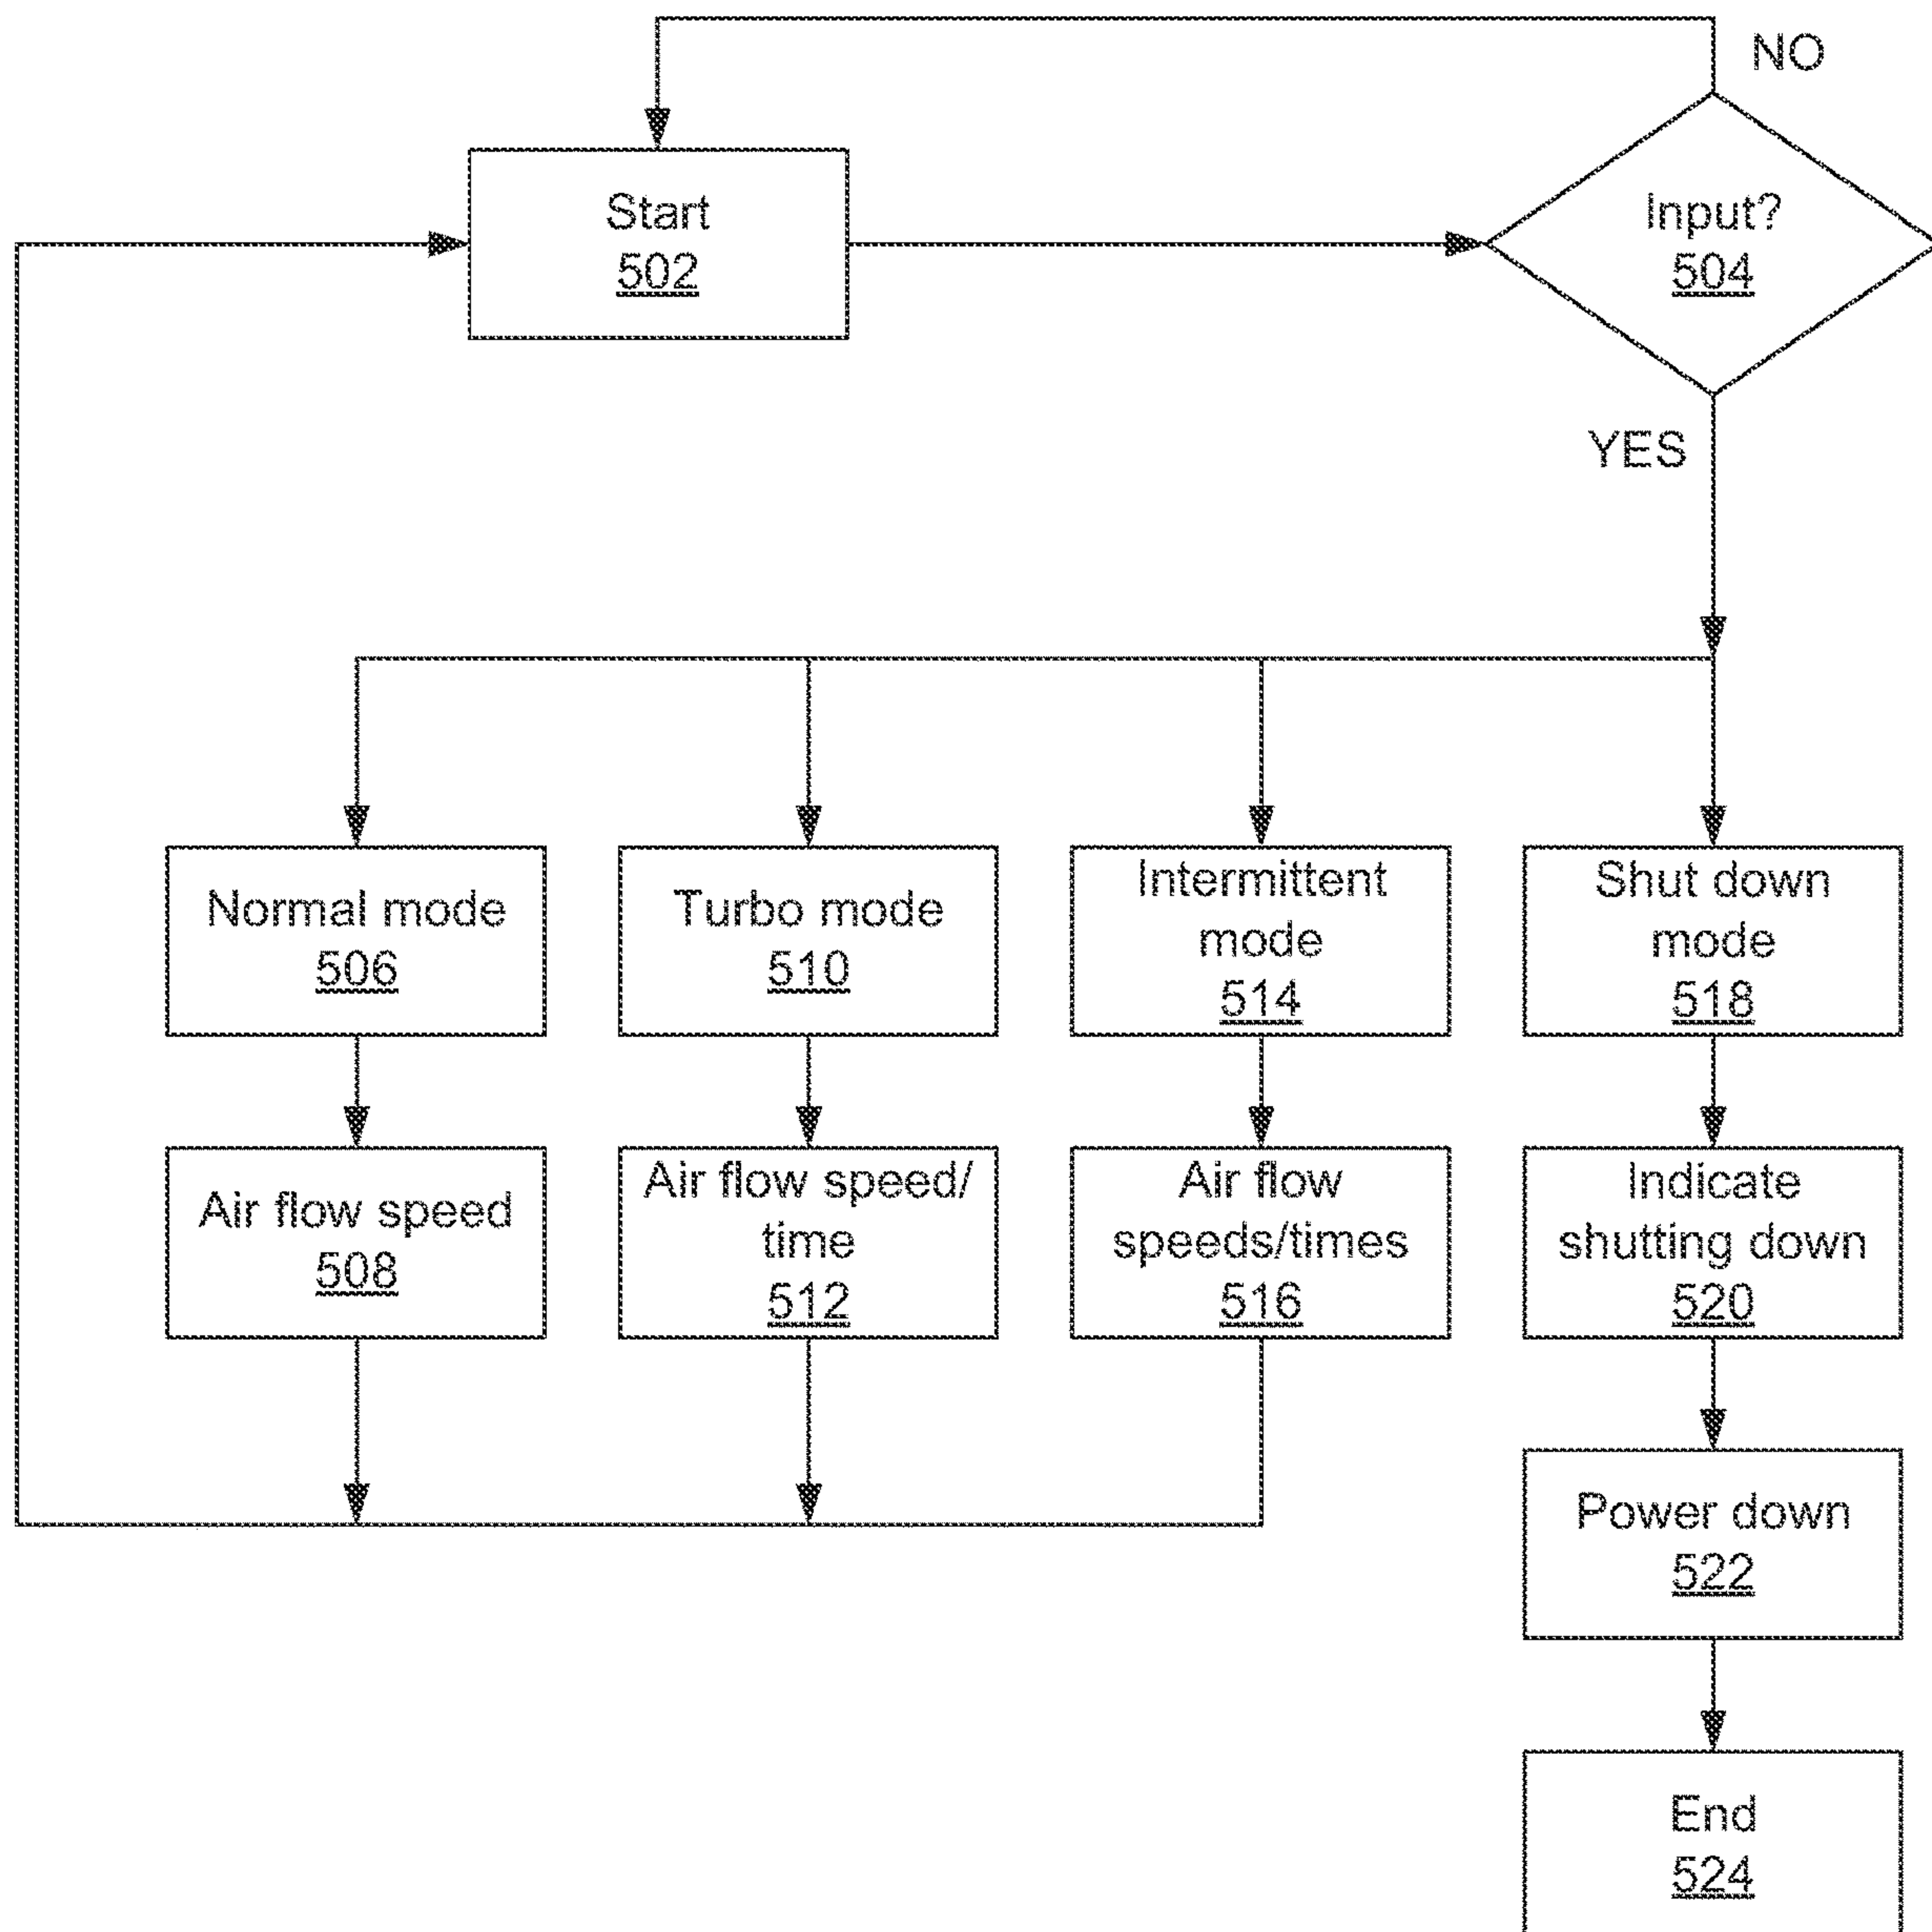 NO
Start
502
Input?
504
YES
Normal mode
506
Turbo mode
510
Intermittent
mode
514
Shut down
mode
518
Air flow speed
508
Air flow speed/
time
512
Air flow
speeds/times
516
Indicate
shutting down
520
Power down
522
End
524